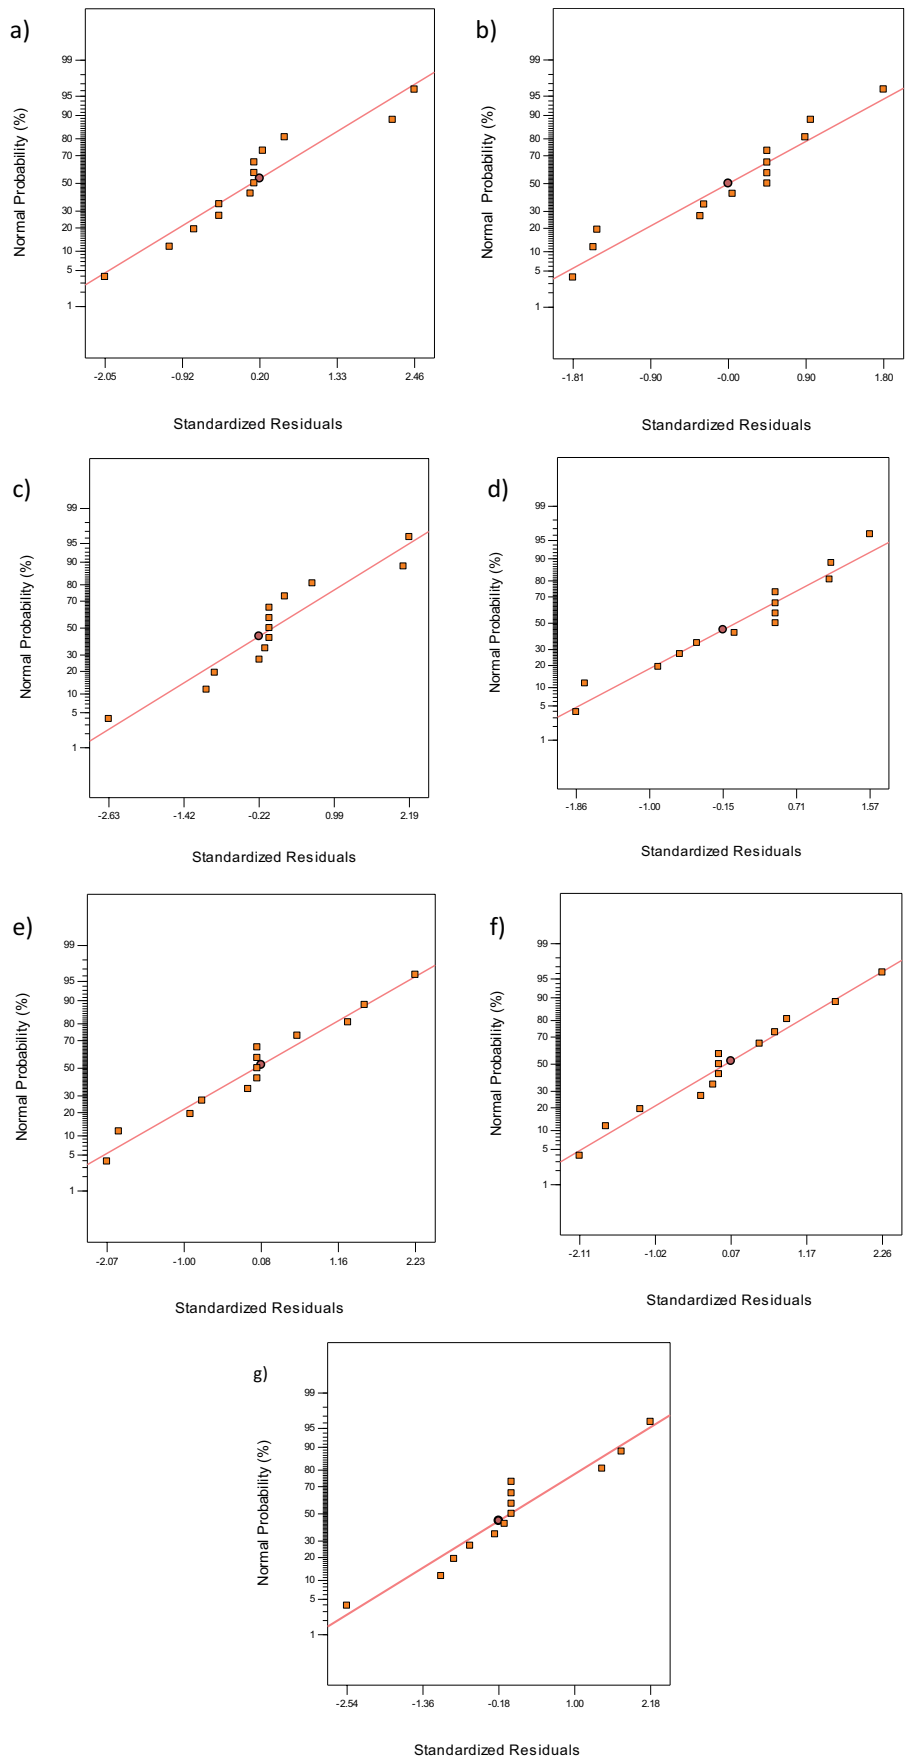 a)
Normal Probability (%)
99
95
90
80
70
50
30
20
10
5
1
-2.05 -0.92 0.20 1.33 2.46
Standardized Residuals
b)
Normal Probability (%)
99
95
90
80
70
50
30
20
10
5
1
-1.81 -0.90 -0.00 0.90 1.80
Standardized Residuals
c)
Normal Probability (%)
99
95
90
80
70
50
30
20
10
5
1
-2.63 -1.42 -0.22 0.99 2.19
Standardized Residuals
d)
Normal Probability (%)
99
95
90
80
70
50
30
20
10
5
1
-1.86 -1.00 -0.15 0.71 1.57
Standardized Residuals
e)
Normal Probability (%)
99
95
90
80
70
50
30
20
10
5
1
-2.07 -1.00 0.08 1.16 2.23
Standardized Residuals
f)
Normal Probability (%)
99
95
90
80
70
50
30
20
10
5
1
-2.11 -1.02 0.07 1.17 2.26
Standardized Residuals
g)
Normal Probability (%)
99
95
90
80
70
50
30
20
10
5
1
-2.54 -1.36 -0.18 1.00 2.18
Standardized Residuals